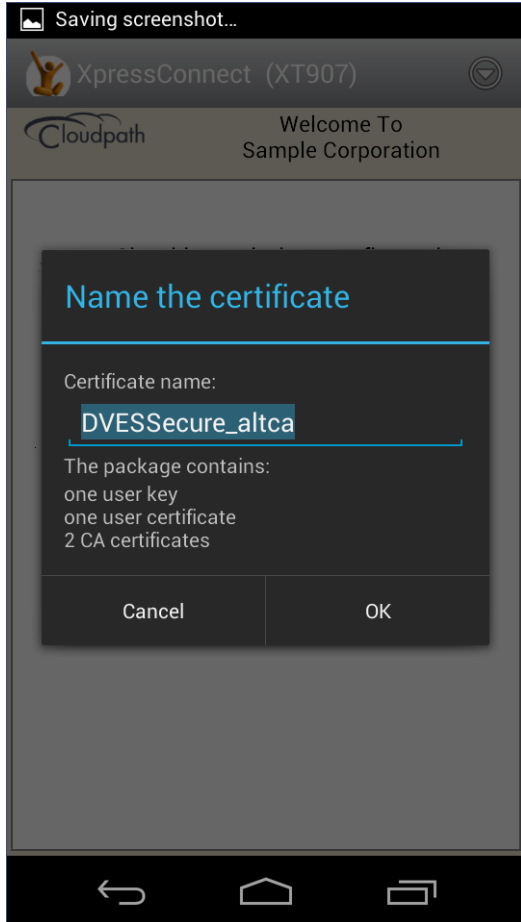 Saving screenshot...
XpressConnect (XT907)
Cloudpath
Welcome To
Sample Corporation
Name the certificate
Certificate name:
DVESSecure_altca
The package contains:
one user key
one user certificate
2 CA certificates
Cancel
OK